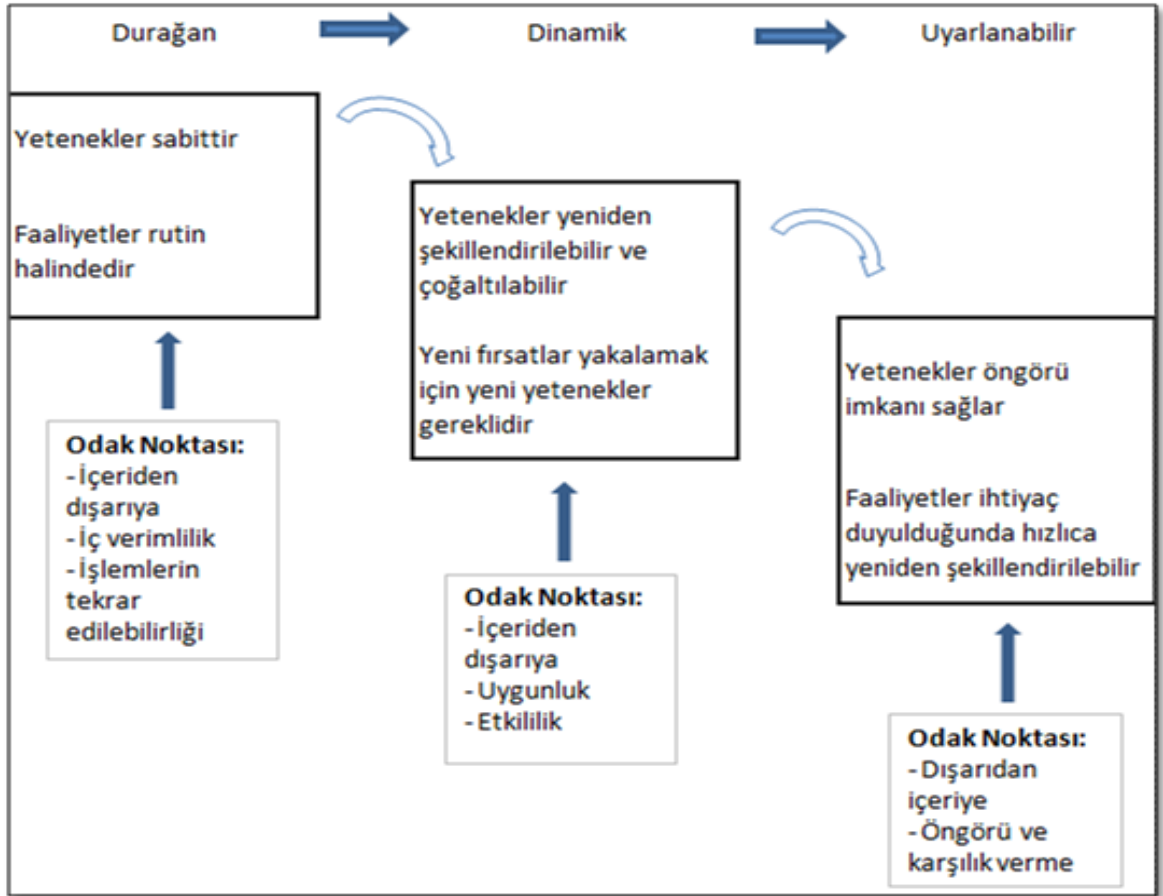 Durağan
Dinamik
Uyarlanabilir
Yetenekler sabittir
Faaliyetler rutin
halindedir
Odak Noktası:
-İçeriden
dışarıya
-İç verimlilik
-İşlemlerin
tekrar
edilebilirliği
Yetenekler yeniden
şekillendirilebilir ve
çoğaltılabilir
Yeni fırsatlar yakalamak
için yeni yetenekler
gereklidir
Odak Noktası:
-İçeriden
dışarıya
-Uygunluk
-Etkililik
Yetenekler öngörü
imkanı sağlar
Faaliyetler ihtiyaç
duyulduğunda hızlıca
yeniden şekillendirilebilir
Odak Noktası:
-Dışarıdan
içeriye
-Öngörü ve
karşılık verme